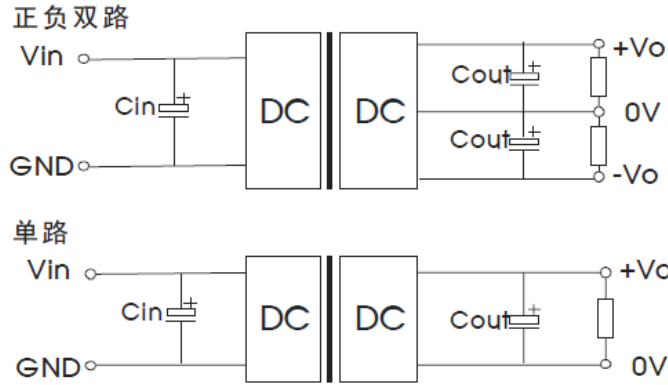 正负双路
Vin
+Vo
Cout
+
Cin
+
DC
DC
0V
Cout
+
GND
-Vo
单路
Vin
+Vo
Cin
+
DC
DC
Cout
+
GND
0V